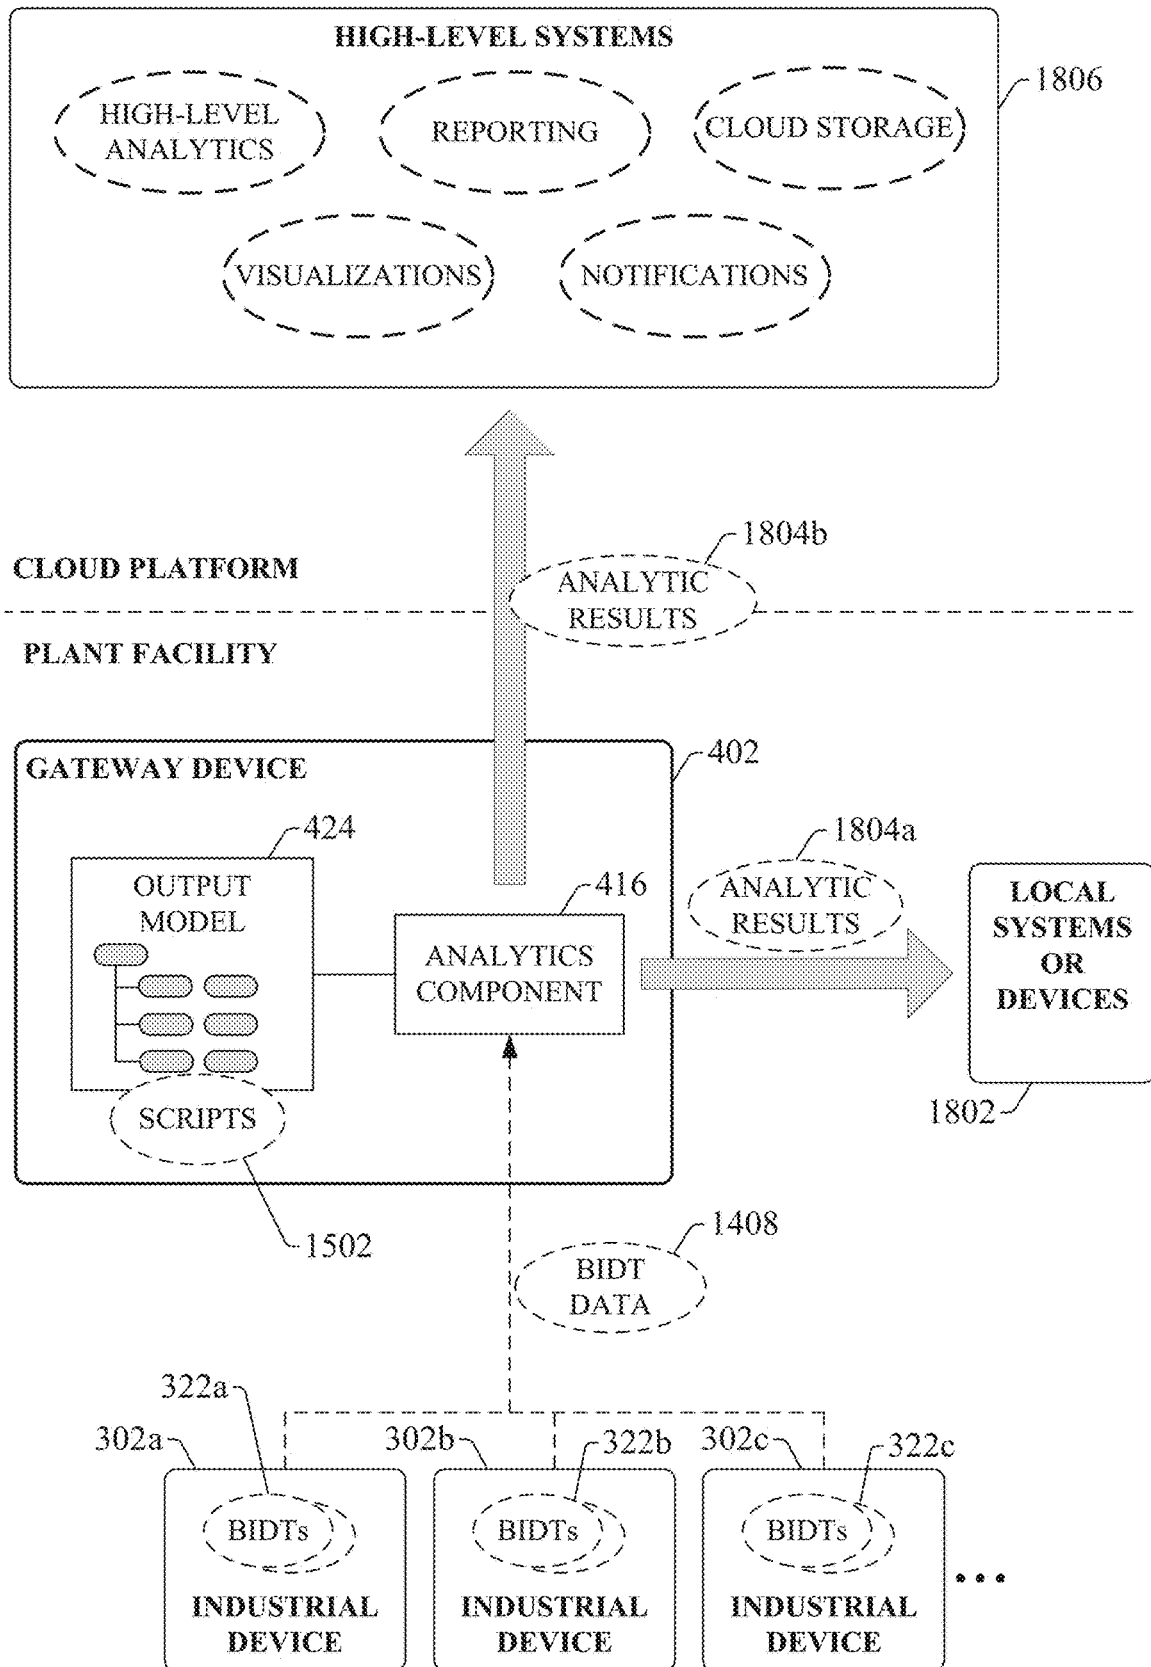 HIGH-LEVEL SYSTEMS
1806
HIGH-LEVEL
ANALYTICS
REPORTING
CLOUD STORAGE
VISUALIZATIONS
NOTIFICATIONS
1804b
CLOUD PLATFORM
ANALYTIC
RESULTS
PLANT FACILITY
402
GATEWAY DEVICE
424
OUTPUT
MODEL
416
ANALYTICS
COMPONENT
1804a
ANALYTIC
RESULTS
LOCAL
SYSTEMS
OR
DEVICES
1802
SCRIPTS
1502
1408
BIDT
DATA
322a
302a
302b
322b
302c
322c
BIDTs
INDUSTRIAL
DEVICE
BIDTs
INDUSTRIAL
DEVICE
BIDTs
INDUSTRIAL
DEVICE
•••